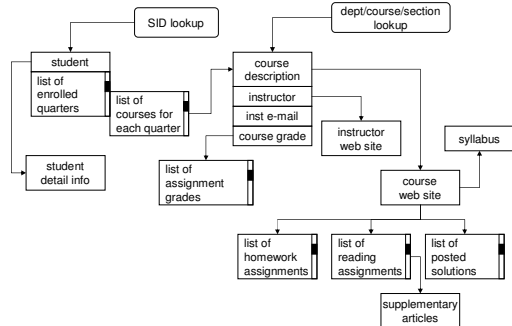 SID lookup
dept/course/section
lookup
student
list of
enrolled
quarters
list of
courses for
each quarter
course
description
instructor
inst e-mail
course grade
instructor
web site
syllabus
student
detail info
list of
assignment
grades
course
web site
list of
homework
assignments
list of
reading
assignments
list of
posted
solutions
supplementary
articles